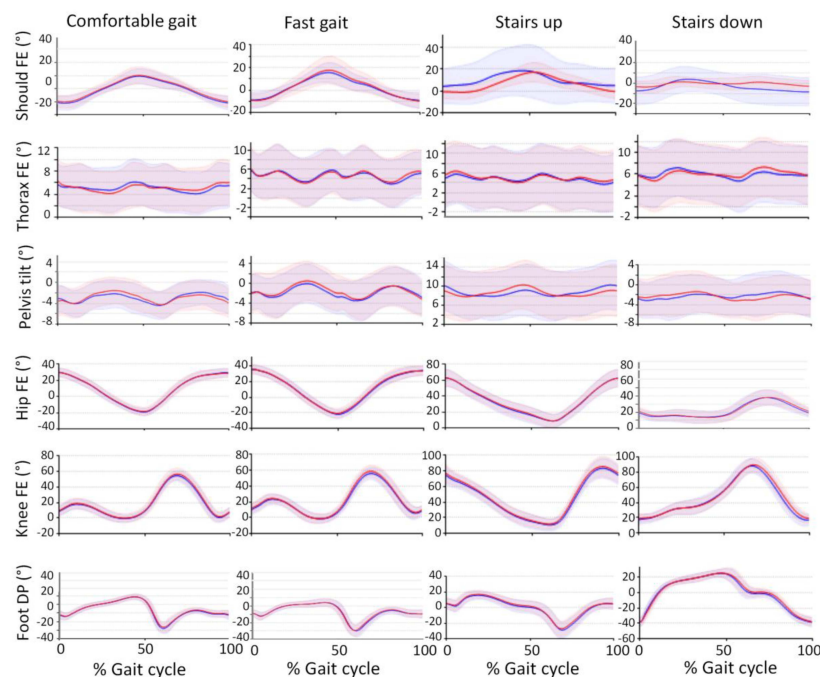 Comfortable gait Fast gait Stairs up Stairs down
Should FE (°)
40 40 40 40
20 20 20 20
0 0 0 0
-20 -20 -20 -20
Thorax FE (°)
12 10 10 10
8 6 6 6
4 2 2 2
0 -2 -2 -2
Pelvis tilt (°)
4 4 14 4
0 0 10 0
-4 -4 6 -4
-8 -8 2 -8
Hip FE (°)
40 40 80 80
20 20 60 60
0 0 40 40
-20 -20 20 20
-40 -40 0 0
Knee FE (°)
80 80 100 100
60 60 80 80
40 40 60 60
20 20 40 40
0 0 20 20
-20 -20 0 0
Foot DP (°)
40 40 40 20
20 20 20 0
0 0 0 -20
-20 -20 -20 -40
-40 -40 -40 -60
0 50 100 0 50 100 0 50 100 0 50 100
% Gait cycle % Gait cycle % Gait cycle % Gait cycle